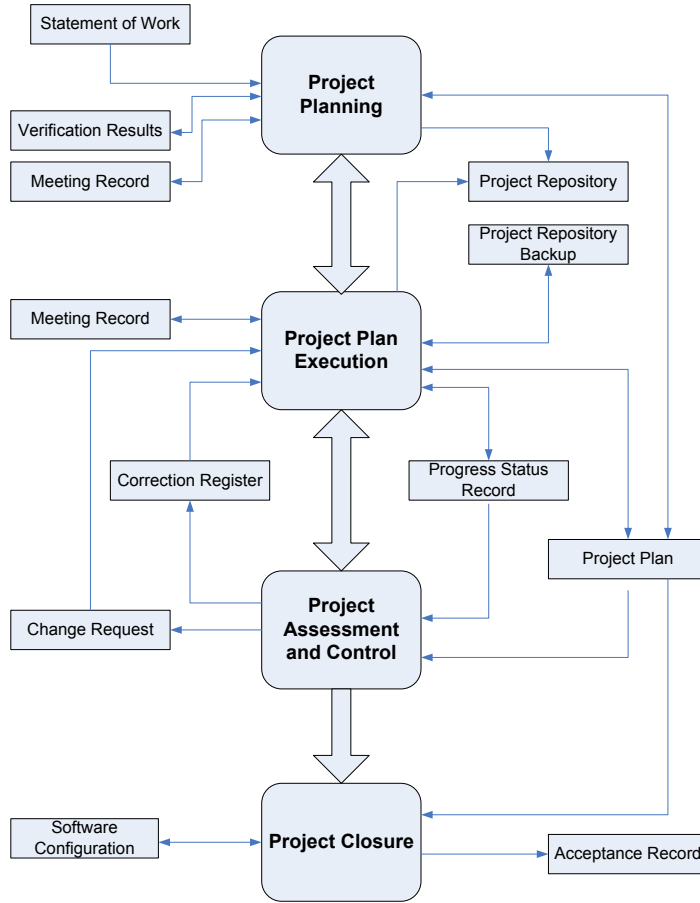 Statement of Work
Project
Planning
Verification Results
Meeting Record
Project Repository
Project Repository
Backup
Meeting Record
Project Plan
Execution
Correction Register
Progress Status
Record
Project Plan
Project
Assessment
and Control
Change Request
Software
Configuration
Project Closure
Acceptance Record